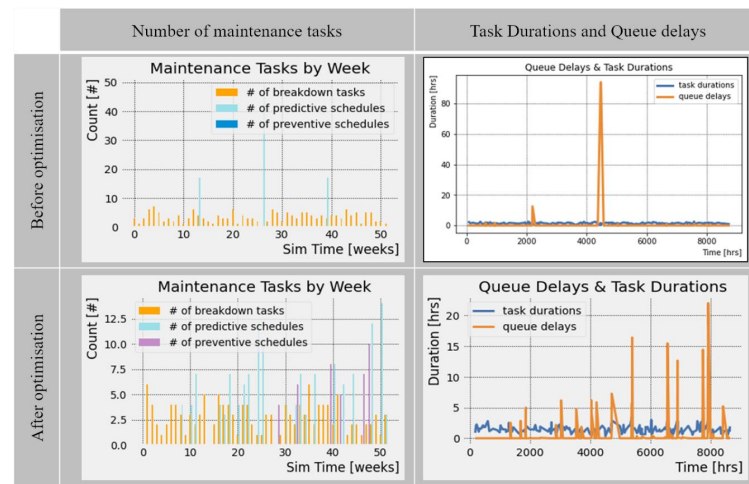 Number of maintenance tasks
Task Durations and Queue delays
Before optimisation
Maintenance Tasks by Week
Count [#]
50
40
30
20
10
0
# of breakdown tasks
# of predictive schedules
# of preventive schedules
0 10 20 30 40 50
Sim Time [weeks]
Queue Delays & Task Durations
Duration [hrs]
80
60
40
20
0
task durations
queue delays
0 2000 4000 6000 8000
Time [hrs]
After optimisation
Maintenance Tasks by Week
Count [#]
12.5
10.0
7.5
5.0
2.5
0.0
# of breakdown tasks
# of predictive schedules
# of preventive schedules
0 10 20 30 40 50
Sim Time [weeks]
Queue Delays & Task Durations
Duration [hrs]
20
15
10
5
0
task durations
queue delays
0 2000 4000 6000 8000
Time [hrs]